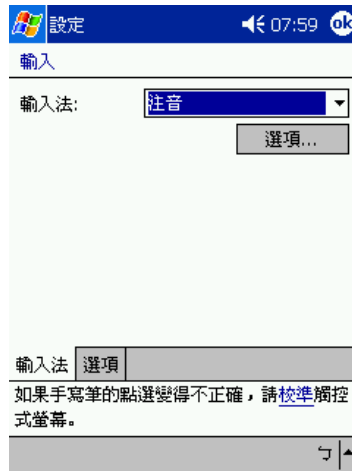 設定 07:59 ok
輸入
輸入法: 注音
選項...
輸入法 選項
如果手寫筆的點選變得不正確，請校準觸控
式螢幕。
ㄅ